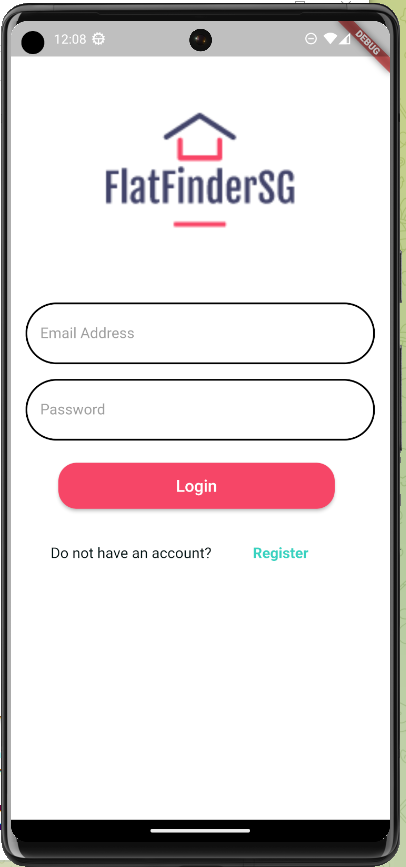 12:08
DEBUG
FlatFinderSG
Email Address
Password
Login
Do not have an account? Register